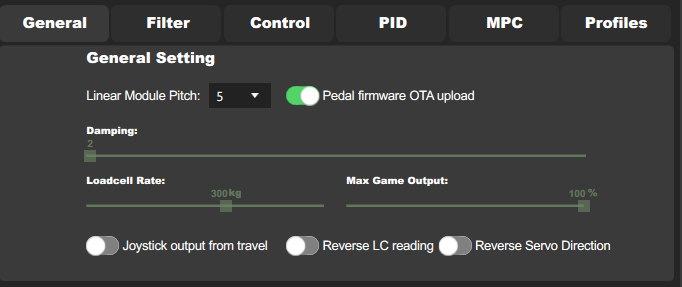 General Filter Control PID MPC Profiles
General Setting
Linear Module Pitch: 5 Pedal firmware OTA upload
Damping:
2
Loadcell Rate: Max Game Output:
300kg 100 %
Joystick output from travel Reverse LC reading Reverse Servo Direction